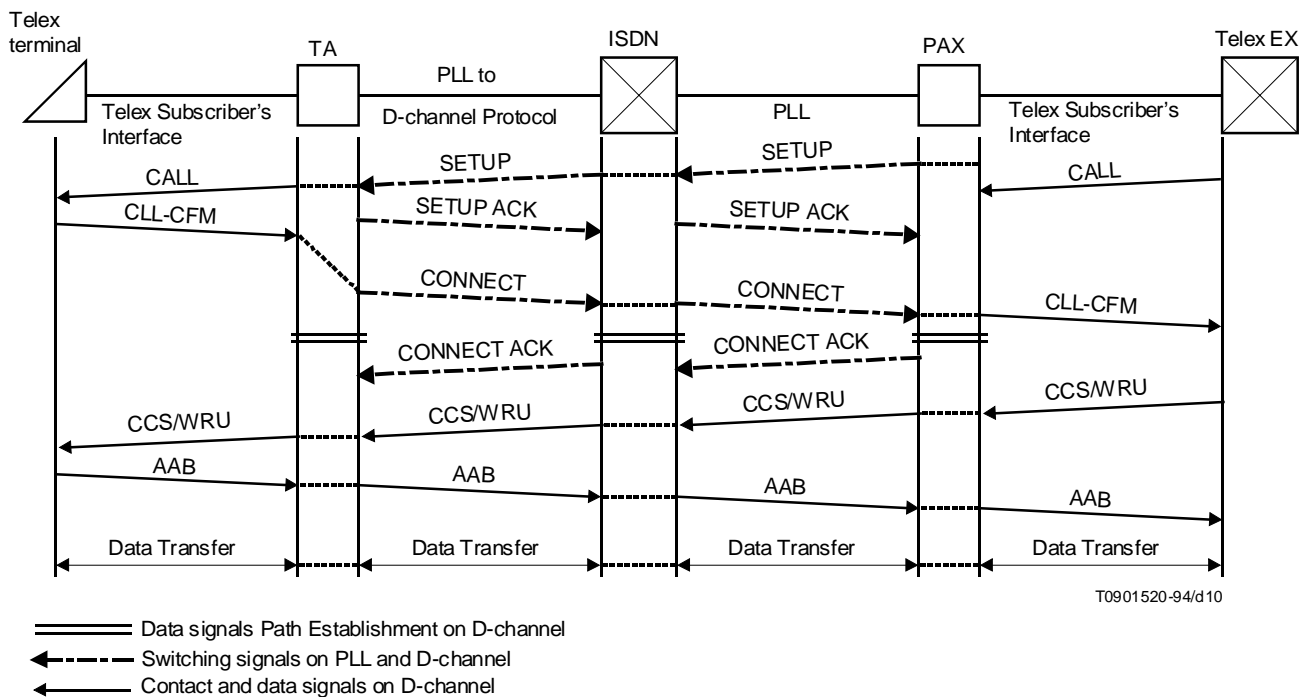 Telex
terminal
TA
ISDN
PAX
Telex EX
PLL to
Telex Subscriber's
Interface
D-channel Protocol
PLL
Telex Subscriber's
Interface
SETUP
SETUP
CALL
CALL
CLL-CFM
SETUP ACK
SETUP ACK
CONNECT
CONNECT
CLL-CFM
CONNECT ACK
CONNECT ACK
CCS/WRU
CCS/WRU
CCS/WRU
CCS/WRU
AAB
AAB
AAB
AAB
Data Transfer
Data Transfer
Data Transfer
Data Transfer
T0901520-94/d10
Data signals Path Establishment on D-channel
Switching signals on PLL and D-channel
Contact and data signals on D-channel